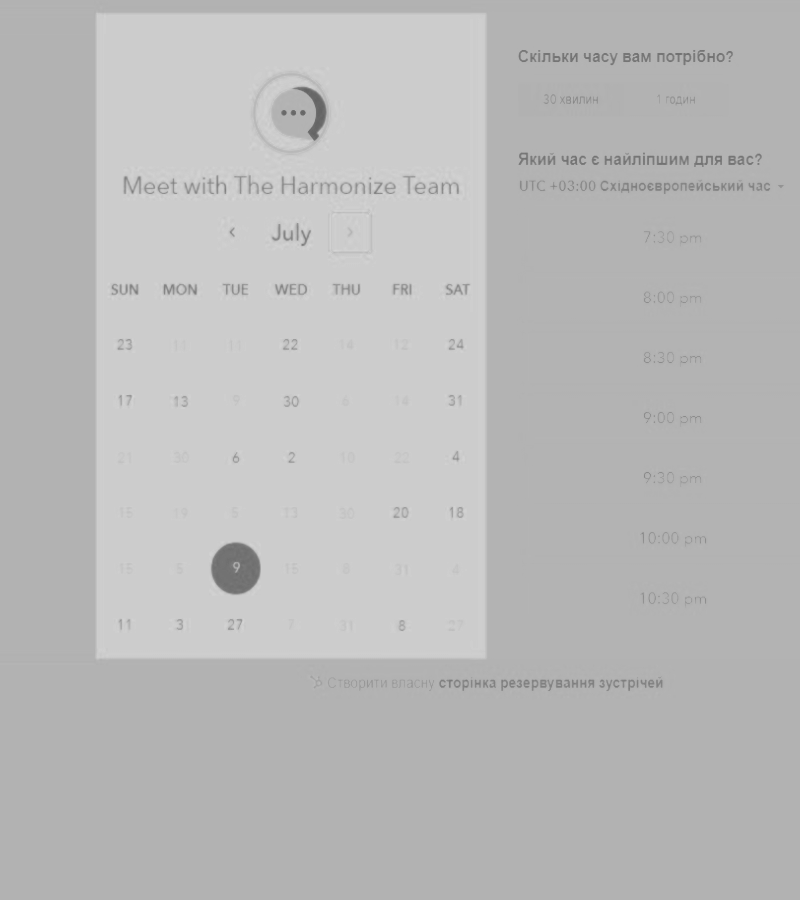 Meet with The Harmonize Team
July
SUN MON TUE WED THU FRI SAT
23 11 11 22 14 12 24
17 13 9 30 6 14 31
21 30 6 2 10 22 4
15 19 5 13 30 20 18
15 5 9 15 8 31 4
11 3 27 7 31 8 27
Скільки часу вам потрібно?
30 хвилин 1 годин
Який час є найліпшим для вас?
UTC +03:00 Східноєвропейський час
7:30 pm
8:00 pm
8:30 pm
9:00 pm
9:30 pm
10:00 pm
10:30 pm
Створити власну сторінка резервування зустрічей